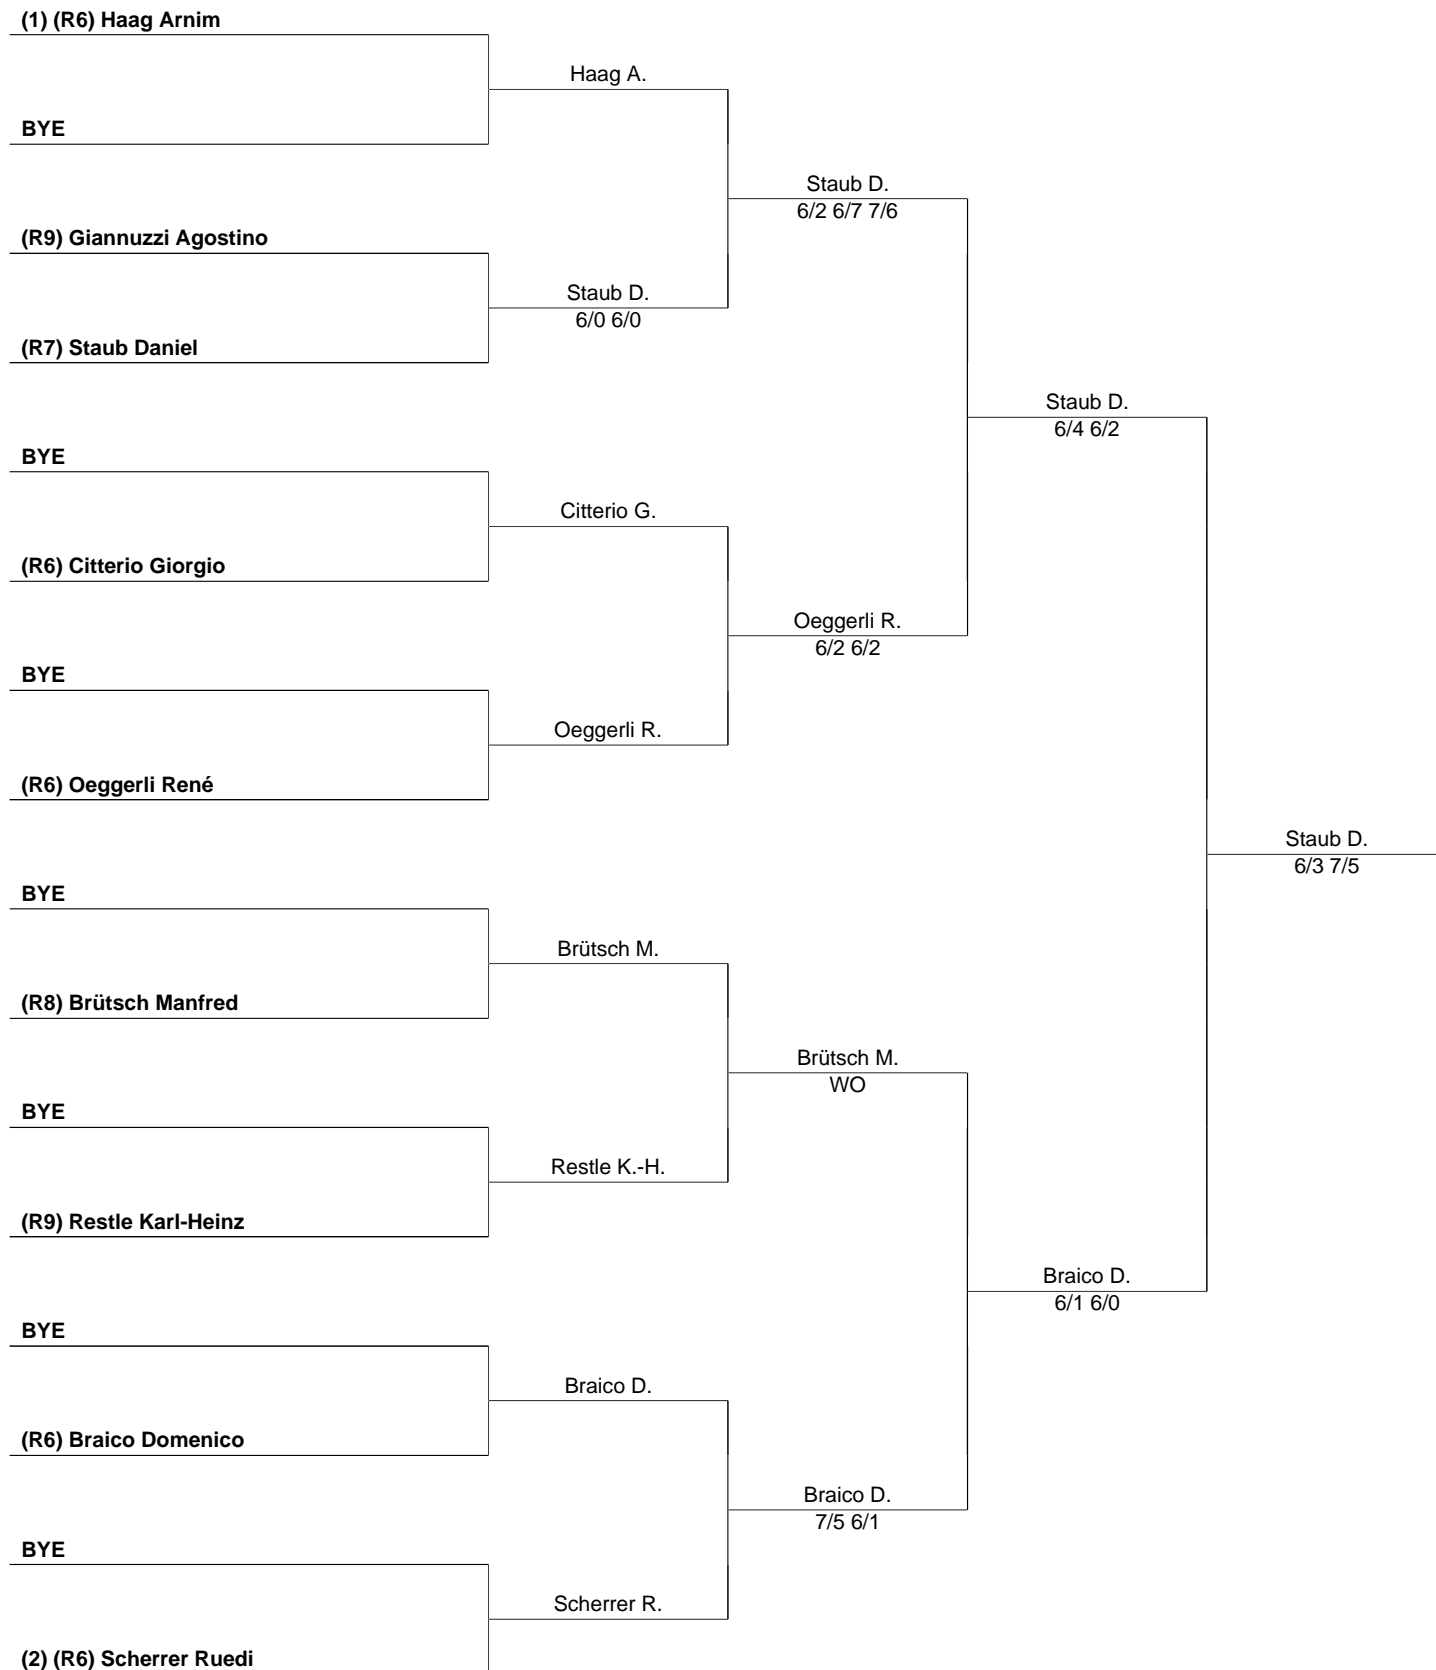 (1) (R6) Haag Arnim
Haag A.
BYE
Staub D.
6/2 6/7 7/6
(R9) Giannuzzi Agostino
Staub D.
6/0 6/0
(R7) Staub Daniel
Staub D.
6/4 6/2
BYE
Citterio G.
(R6) Citterio Giorgio
Oeggerli R.
6/2 6/2
BYE
Oeggerli R.
(R6) Oeggerli René
Staub D.
6/3 7/5
BYE
Brütsch M.
(R8) Brütsch Manfred
Brütsch M.
WO
BYE
Restle K.-H.
(R9) Restle Karl-Heinz
Braico D.
6/1 6/0
BYE
Braico D.
(R6) Braico Domenico
Braico D.
7/5 6/1
BYE
Scherrer R.
(2) (R6) Scherrer Ruedi